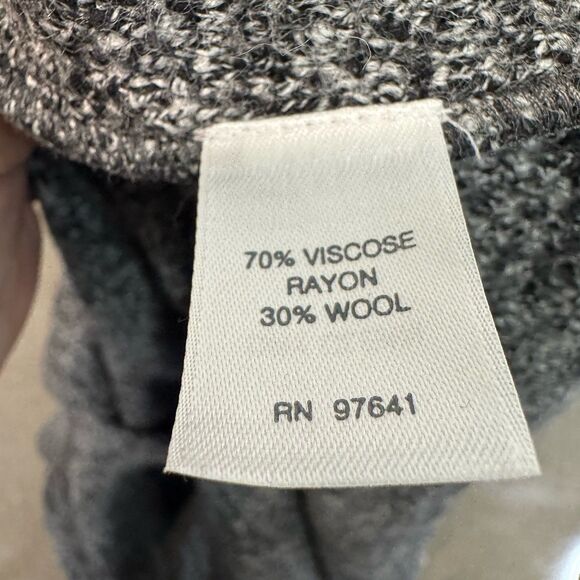 70% VISCOSE
RAYON
30% WOOL
RN 97641